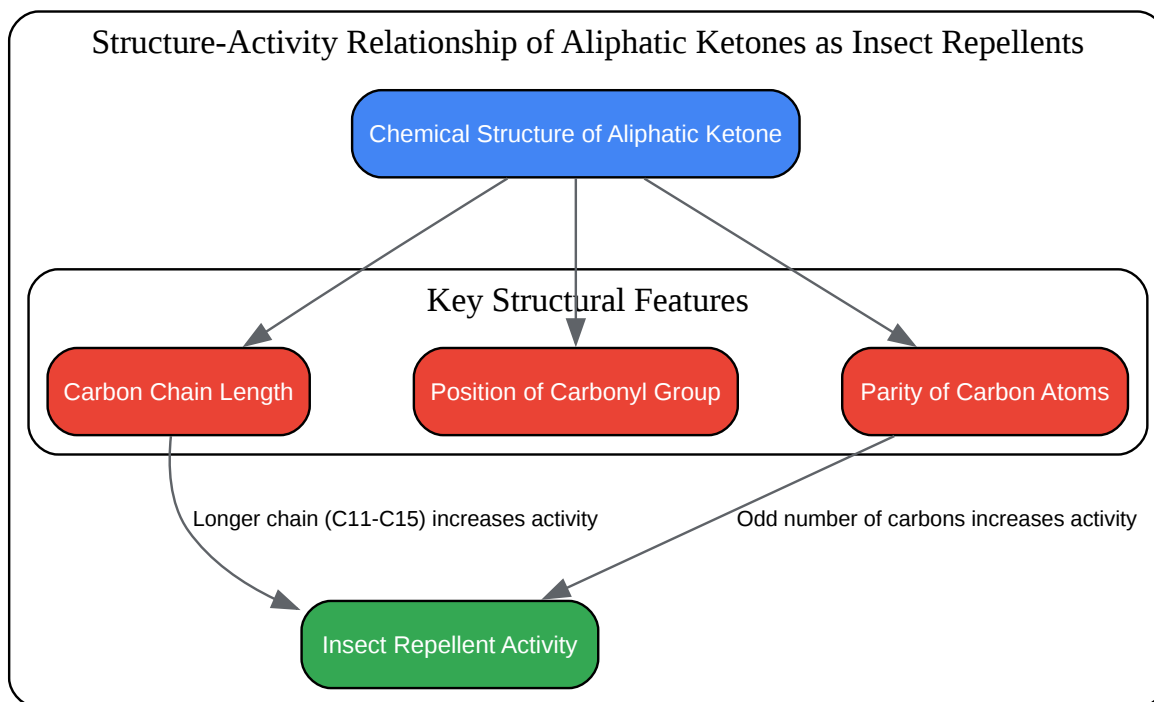 Structure-Activity Relationship of Aliphatic Ketones as Insect Repellents
Chemical Structure of Aliphatic Ketone
Key Structural Features
Carbon Chain Length
Position of Carbonyl Group
Parity of Carbon Atoms
Longer chain (C11-C15) increases activity
Odd number of carbons increases activity
Insect Repellent Activity